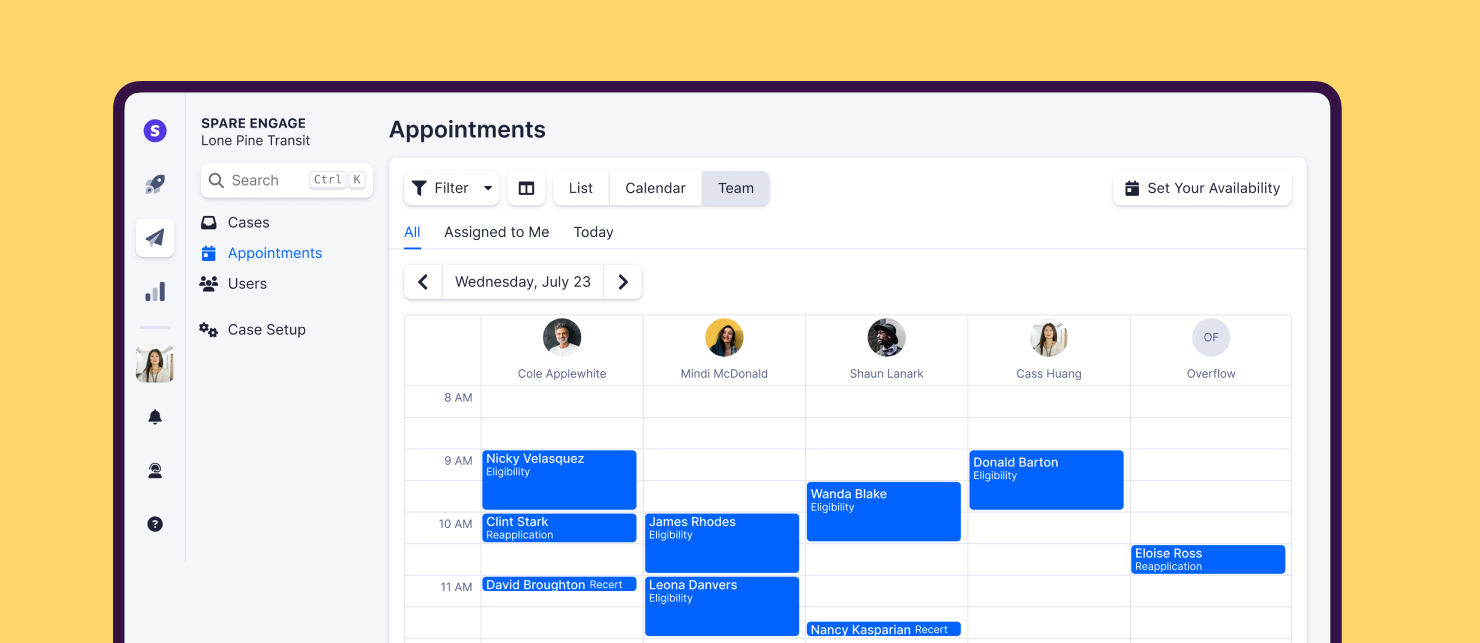 S
SPARE ENGAGE
Lone Pine Transit
Search Ctrl K
Cases
Appointments
Users
Case Setup
?
Appointments
Filter List Calendar Team Set Your Availability
All Assigned to Me Today
Wednesday, July 23
OF
Cole Applewhite Mindi McDonald Shaun Lanark Cass Huang Overflow
8 AM
9 AM
10 AM
11 AM
Nicky Velasquez
Eligibility
Clint Stark
Reapplication
David Broughton Recert
James Rhodes
Eligibility
Leona Danvers
Eligibility
Wanda Blake
Eligibility
Nancy Kasparian Recert
Donald Barton
Eligibility
Eloise Ross
Reapplication